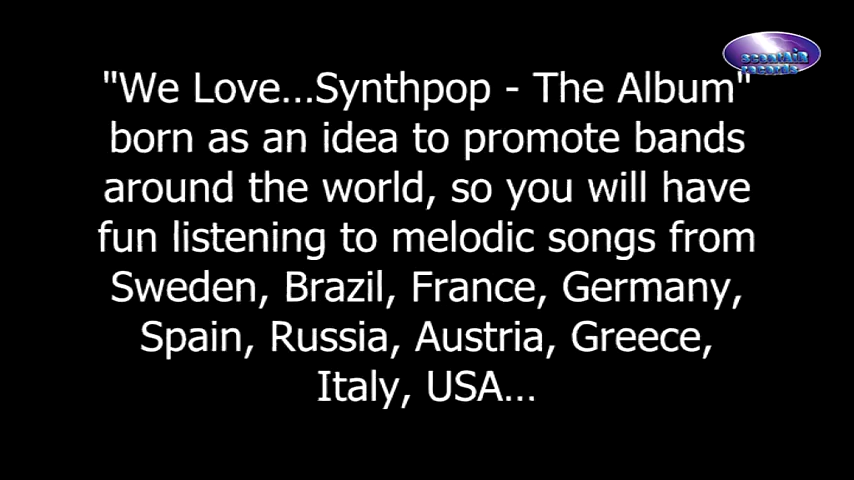 "We Love...Synthpop - The Album"
born as an idea to promote bands
around the world, so you will have
fun listening to melodic songs from
Sweden, Brazil, France, Germany,
Spain, Russia, Austria, Greece,
Italy, USA...
records